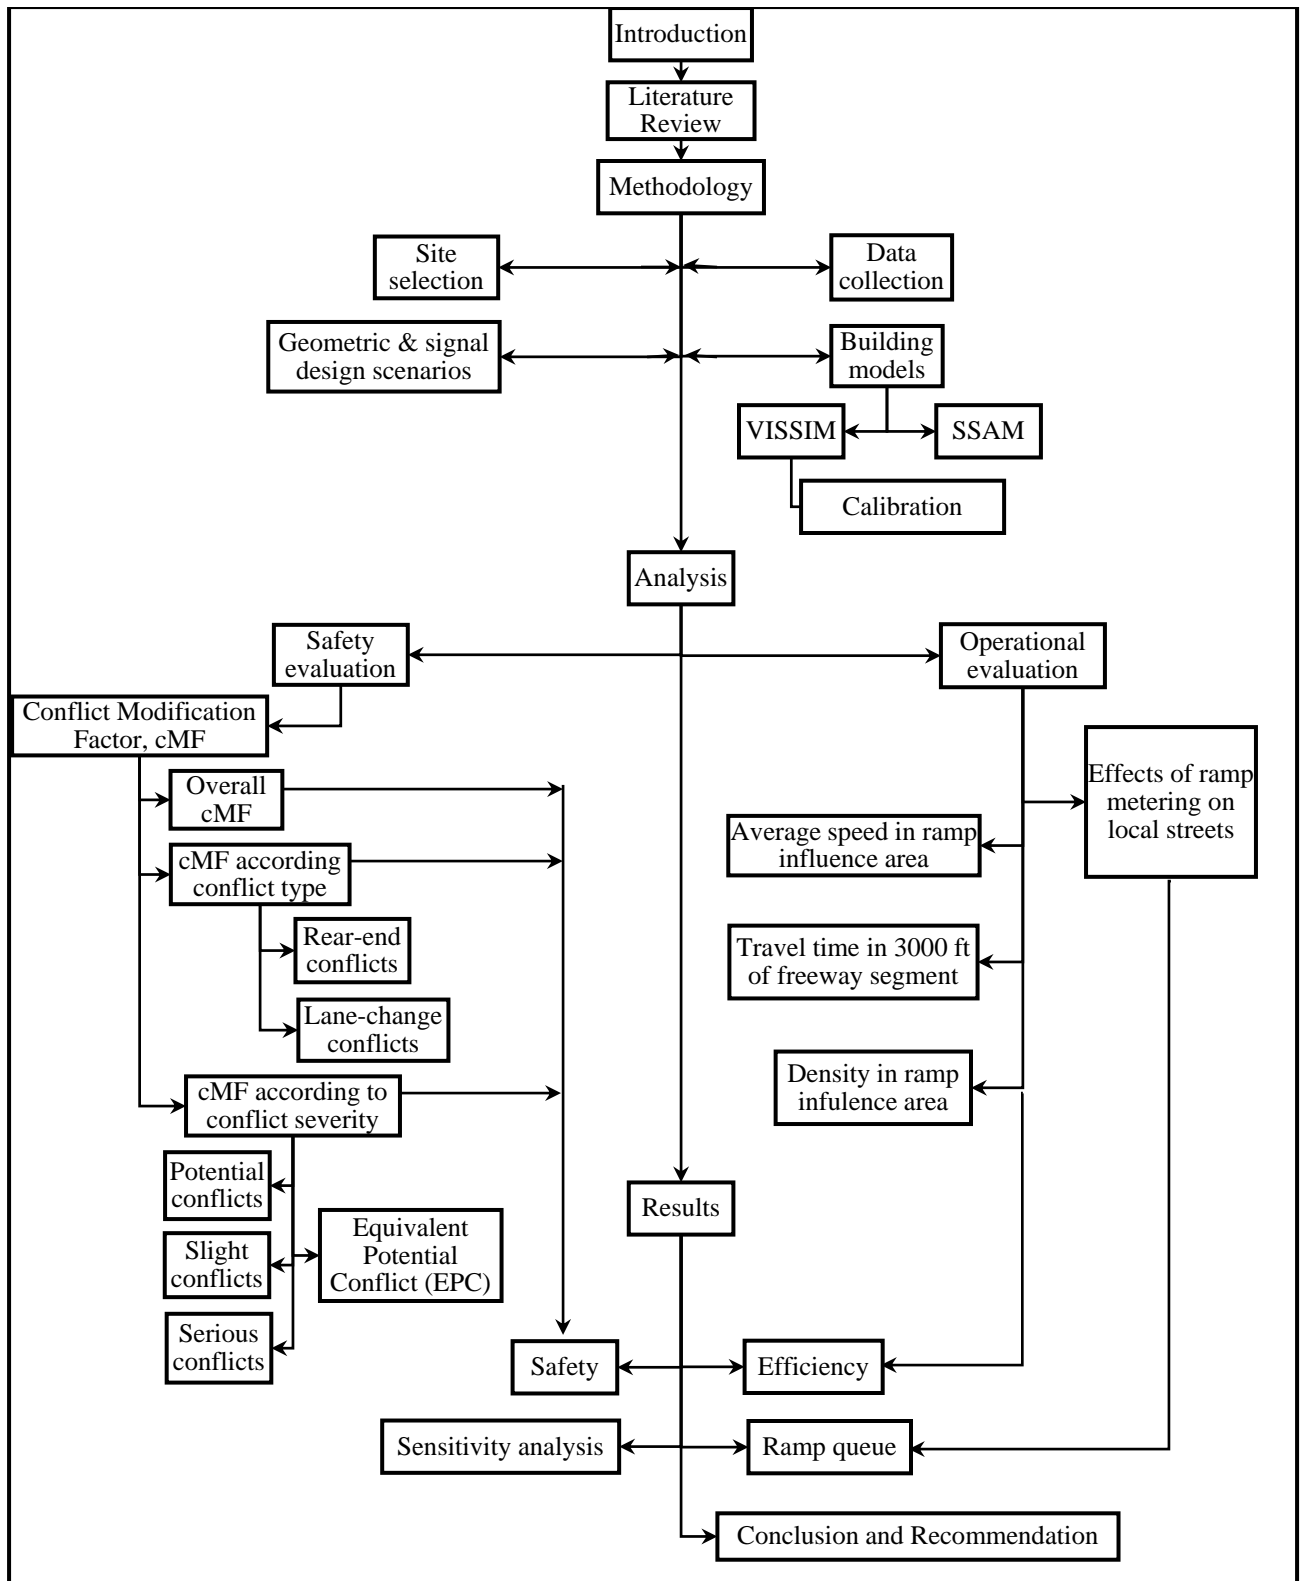 Introduction
Literature
Review
Methodology
Site
selection
Data
collection
Geometric & signal
design scenarios
Building
models
VISSIM
SSAM
Calibration
Analysis
Safety
evaluation
Operational
evaluation
Conflict Modification
Factor, cMF
Overall
cMF
Effects of ramp
metering on
local streets
Average speed in ramp
influence area
cMF according
conflict type
Rear-end
conflicts
Travel time in 3000 ft
of freeway segment
Lane-change
conflicts
Density in ramp
infulence area
cMF according to
conflict severity
Potential
conflicts
Results
Slight
conflicts
Equivalent
Potential
Conflict (EPC)
Serious
conflicts
Safety
Efficiency
Sensitivity analysis
Ramp queue
Conclusion and Recommendation